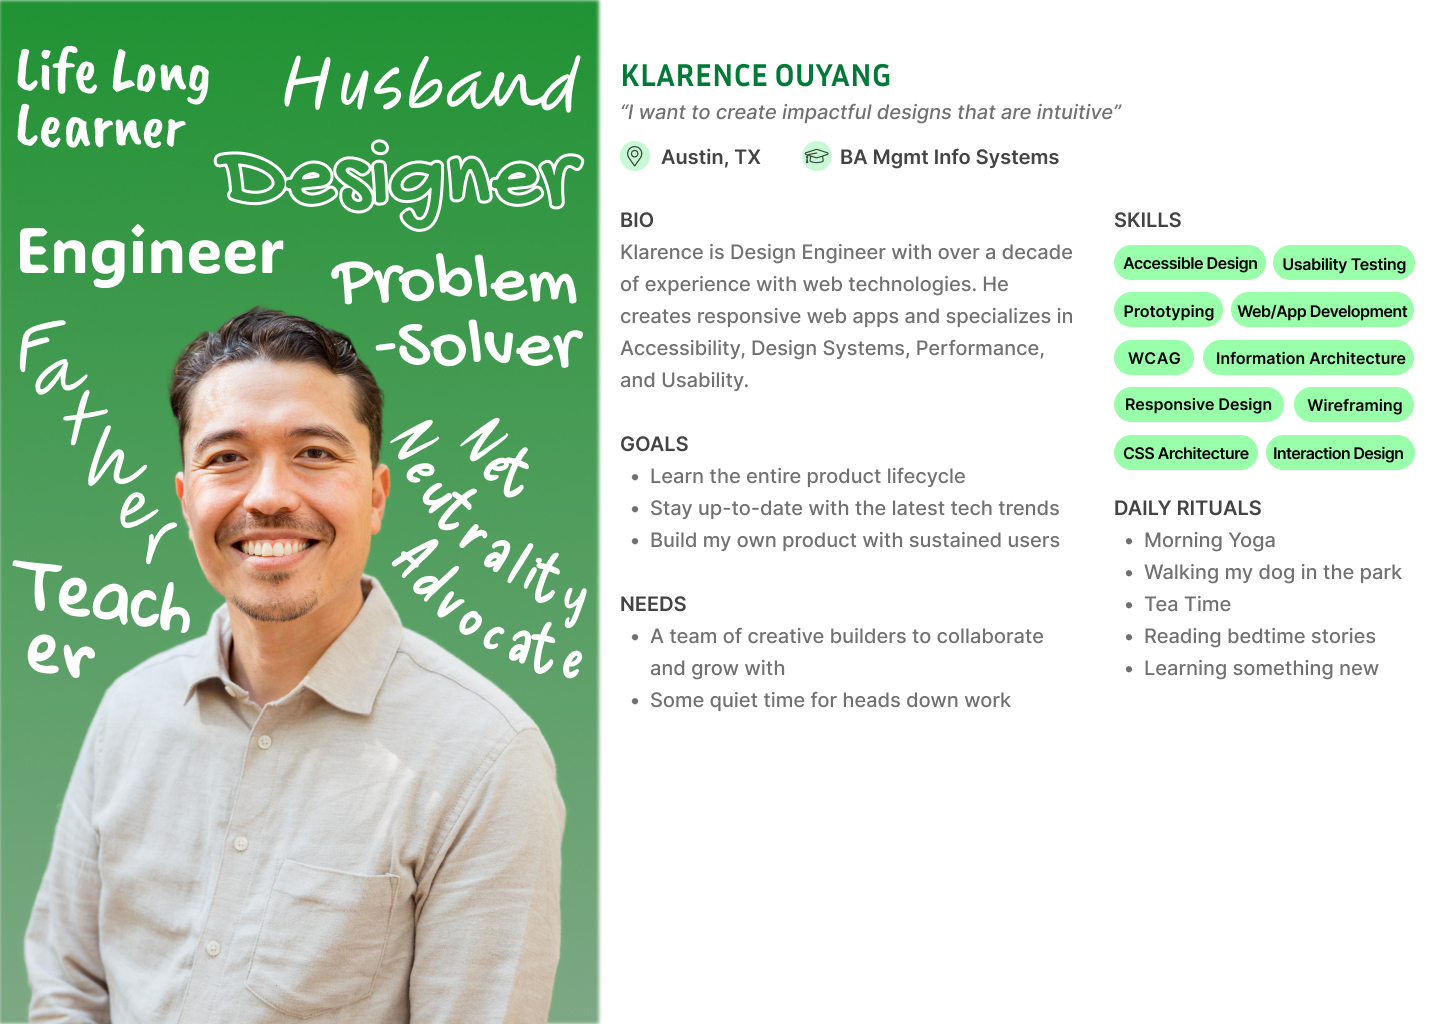 Life Long
Learner
Husband
Designer
Engineer
Problem
-Solver
Father
Net
Neutrality
Advocate
Teach
er
KLARENCE OUYANG
“I want to create impactful designs that are intuitive”
Austin, TX
BA Mgmt Info Systems
BIO
Klarence is Design Engineer with over a decade
of experience with web technologies. He
creates responsive web apps and specializes in
Accessibility, Design Systems, Performance,
and Usability.
GOALS
• Learn the entire product lifecycle
• Stay up-to-date with the latest tech trends
• Build my own product with sustained users
NEEDS
• A team of creative builders to collaborate
and grow with
• Some quiet time for heads down work
SKILLS
Accessible Design
Usability Testing
Prototyping
Web/App Development
WCAG
Information Architecture
Responsive Design
Wireframing
CSS Architecture
Interaction Design
DAILY RITUALS
• Morning Yoga
• Walking my dog in the park
• Tea Time
• Reading bedtime stories
• Learning something new